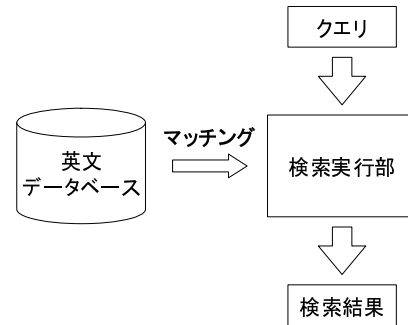 クエリ
マッチング
英文
データベース
検索実行部
検索結果